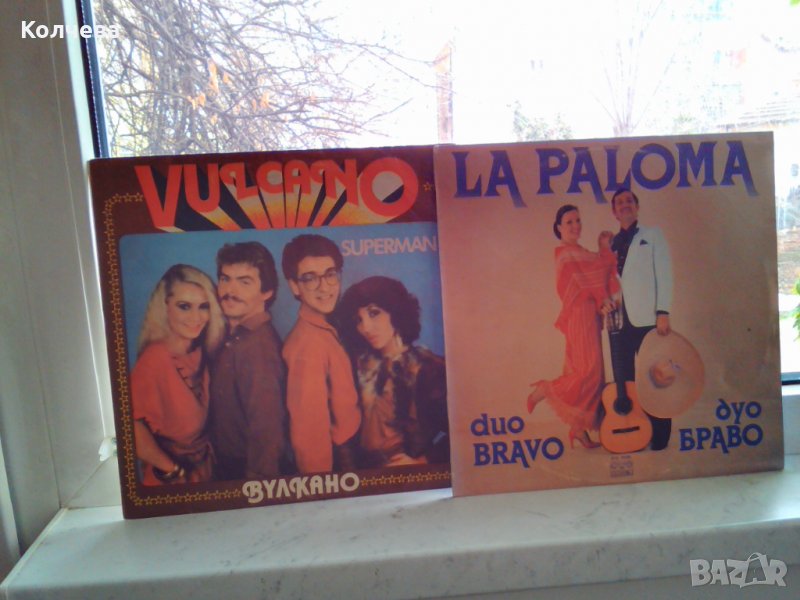 Колчева
VULCANO
SUPERMAN
ВУЛКАНО
LA PALOMA
duo
BRAVO
дуо
БРАВО
BAZAR